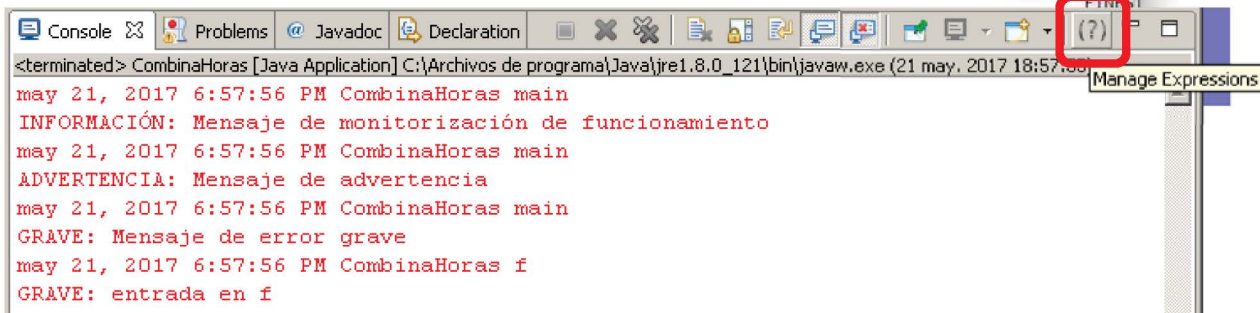 FINEST
Console Problems @ Javadoc Declaration (?)
<terminated> CombinaHoras [Java Application] C:\Archivos de programa\Java\jre1.8.0_121\bin\javaw.exe (21 may. 2017 18:57:
Manage Expressions
may 21, 2017 6:57:56 PM CombinaHoras main
INFORMACIÓN: Mensaje de monitorización de funcionamiento
may 21, 2017 6:57:56 PM CombinaHoras main
ADVERTENCIA: Mensaje de advertencia
may 21, 2017 6:57:56 PM CombinaHoras main
GRAVE: Mensaje de error grave
may 21, 2017 6:57:56 PM CombinaHoras f
GRAVE: entrada en f